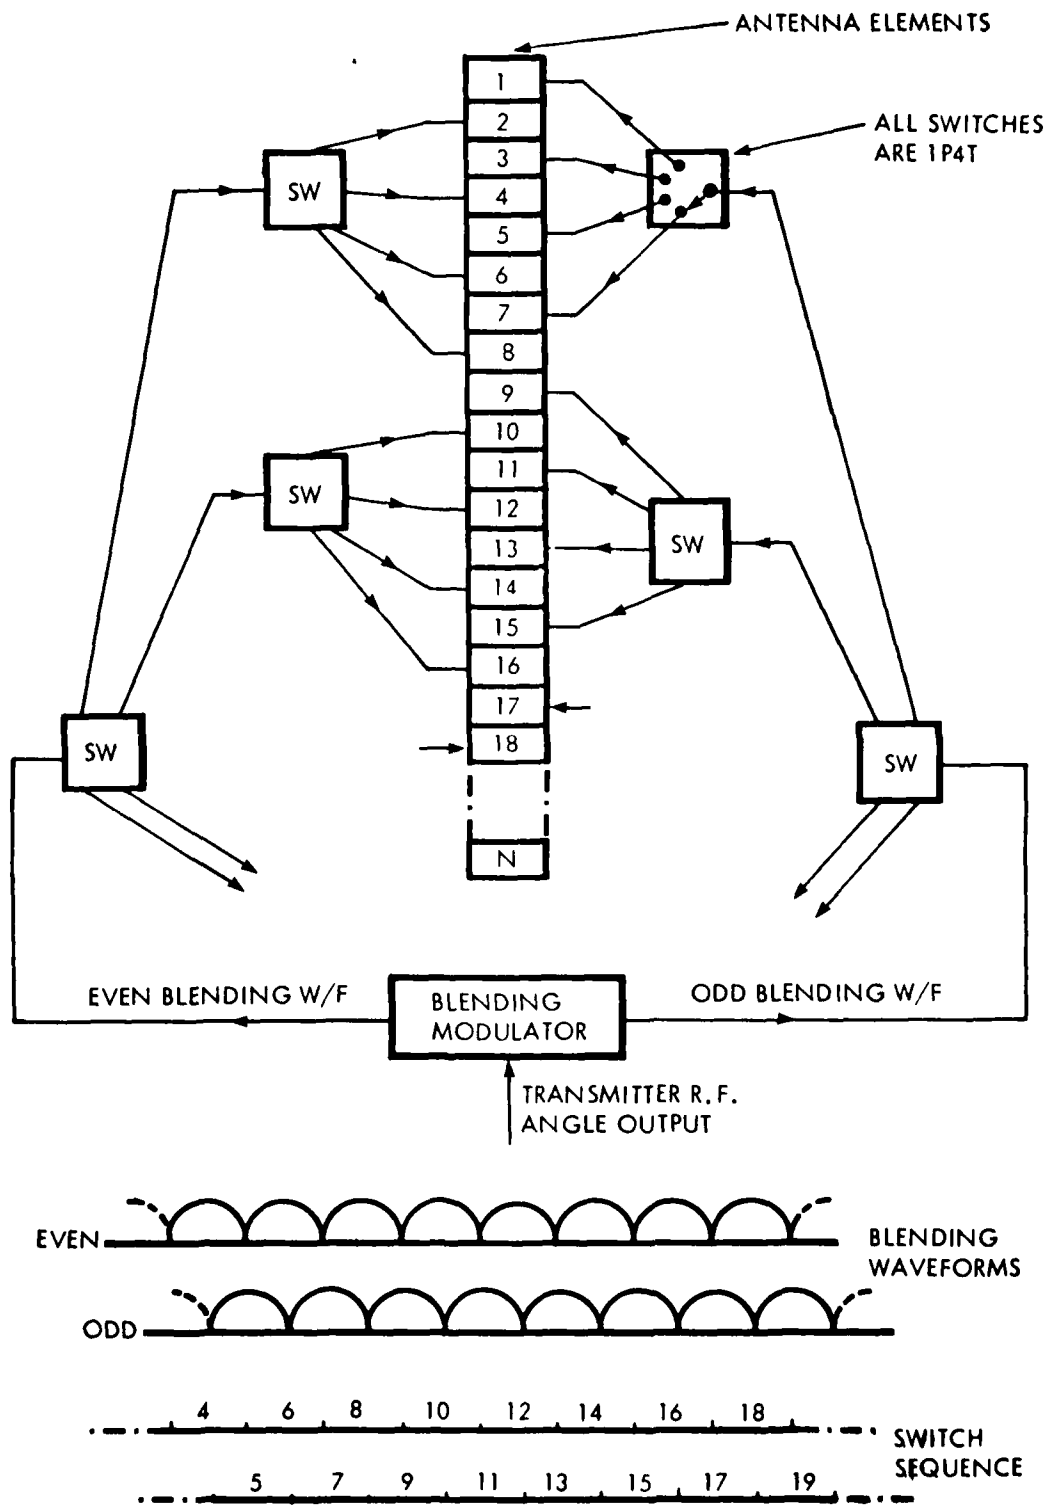 ANTENNA ELEMENTS
ALL SWITCHES
ARE 1P4T
1
2
3
4
5
6
7
8
9
10
11
12
13
14
15
16
17
18
N
SW
SW
SW
SW
SW
EVEN BLENDING W/F
BLENDING
MODULATOR
ODD BLENDING W/F
TRANSMITTER R.F.
ANGLE OUTPUT
EVEN
BLENDING
WAVEFORMS
ODD
4 6 8 10 12 14 16 18
SWITCH
SEQUENCE
5 7 9 11 13 15 17 19